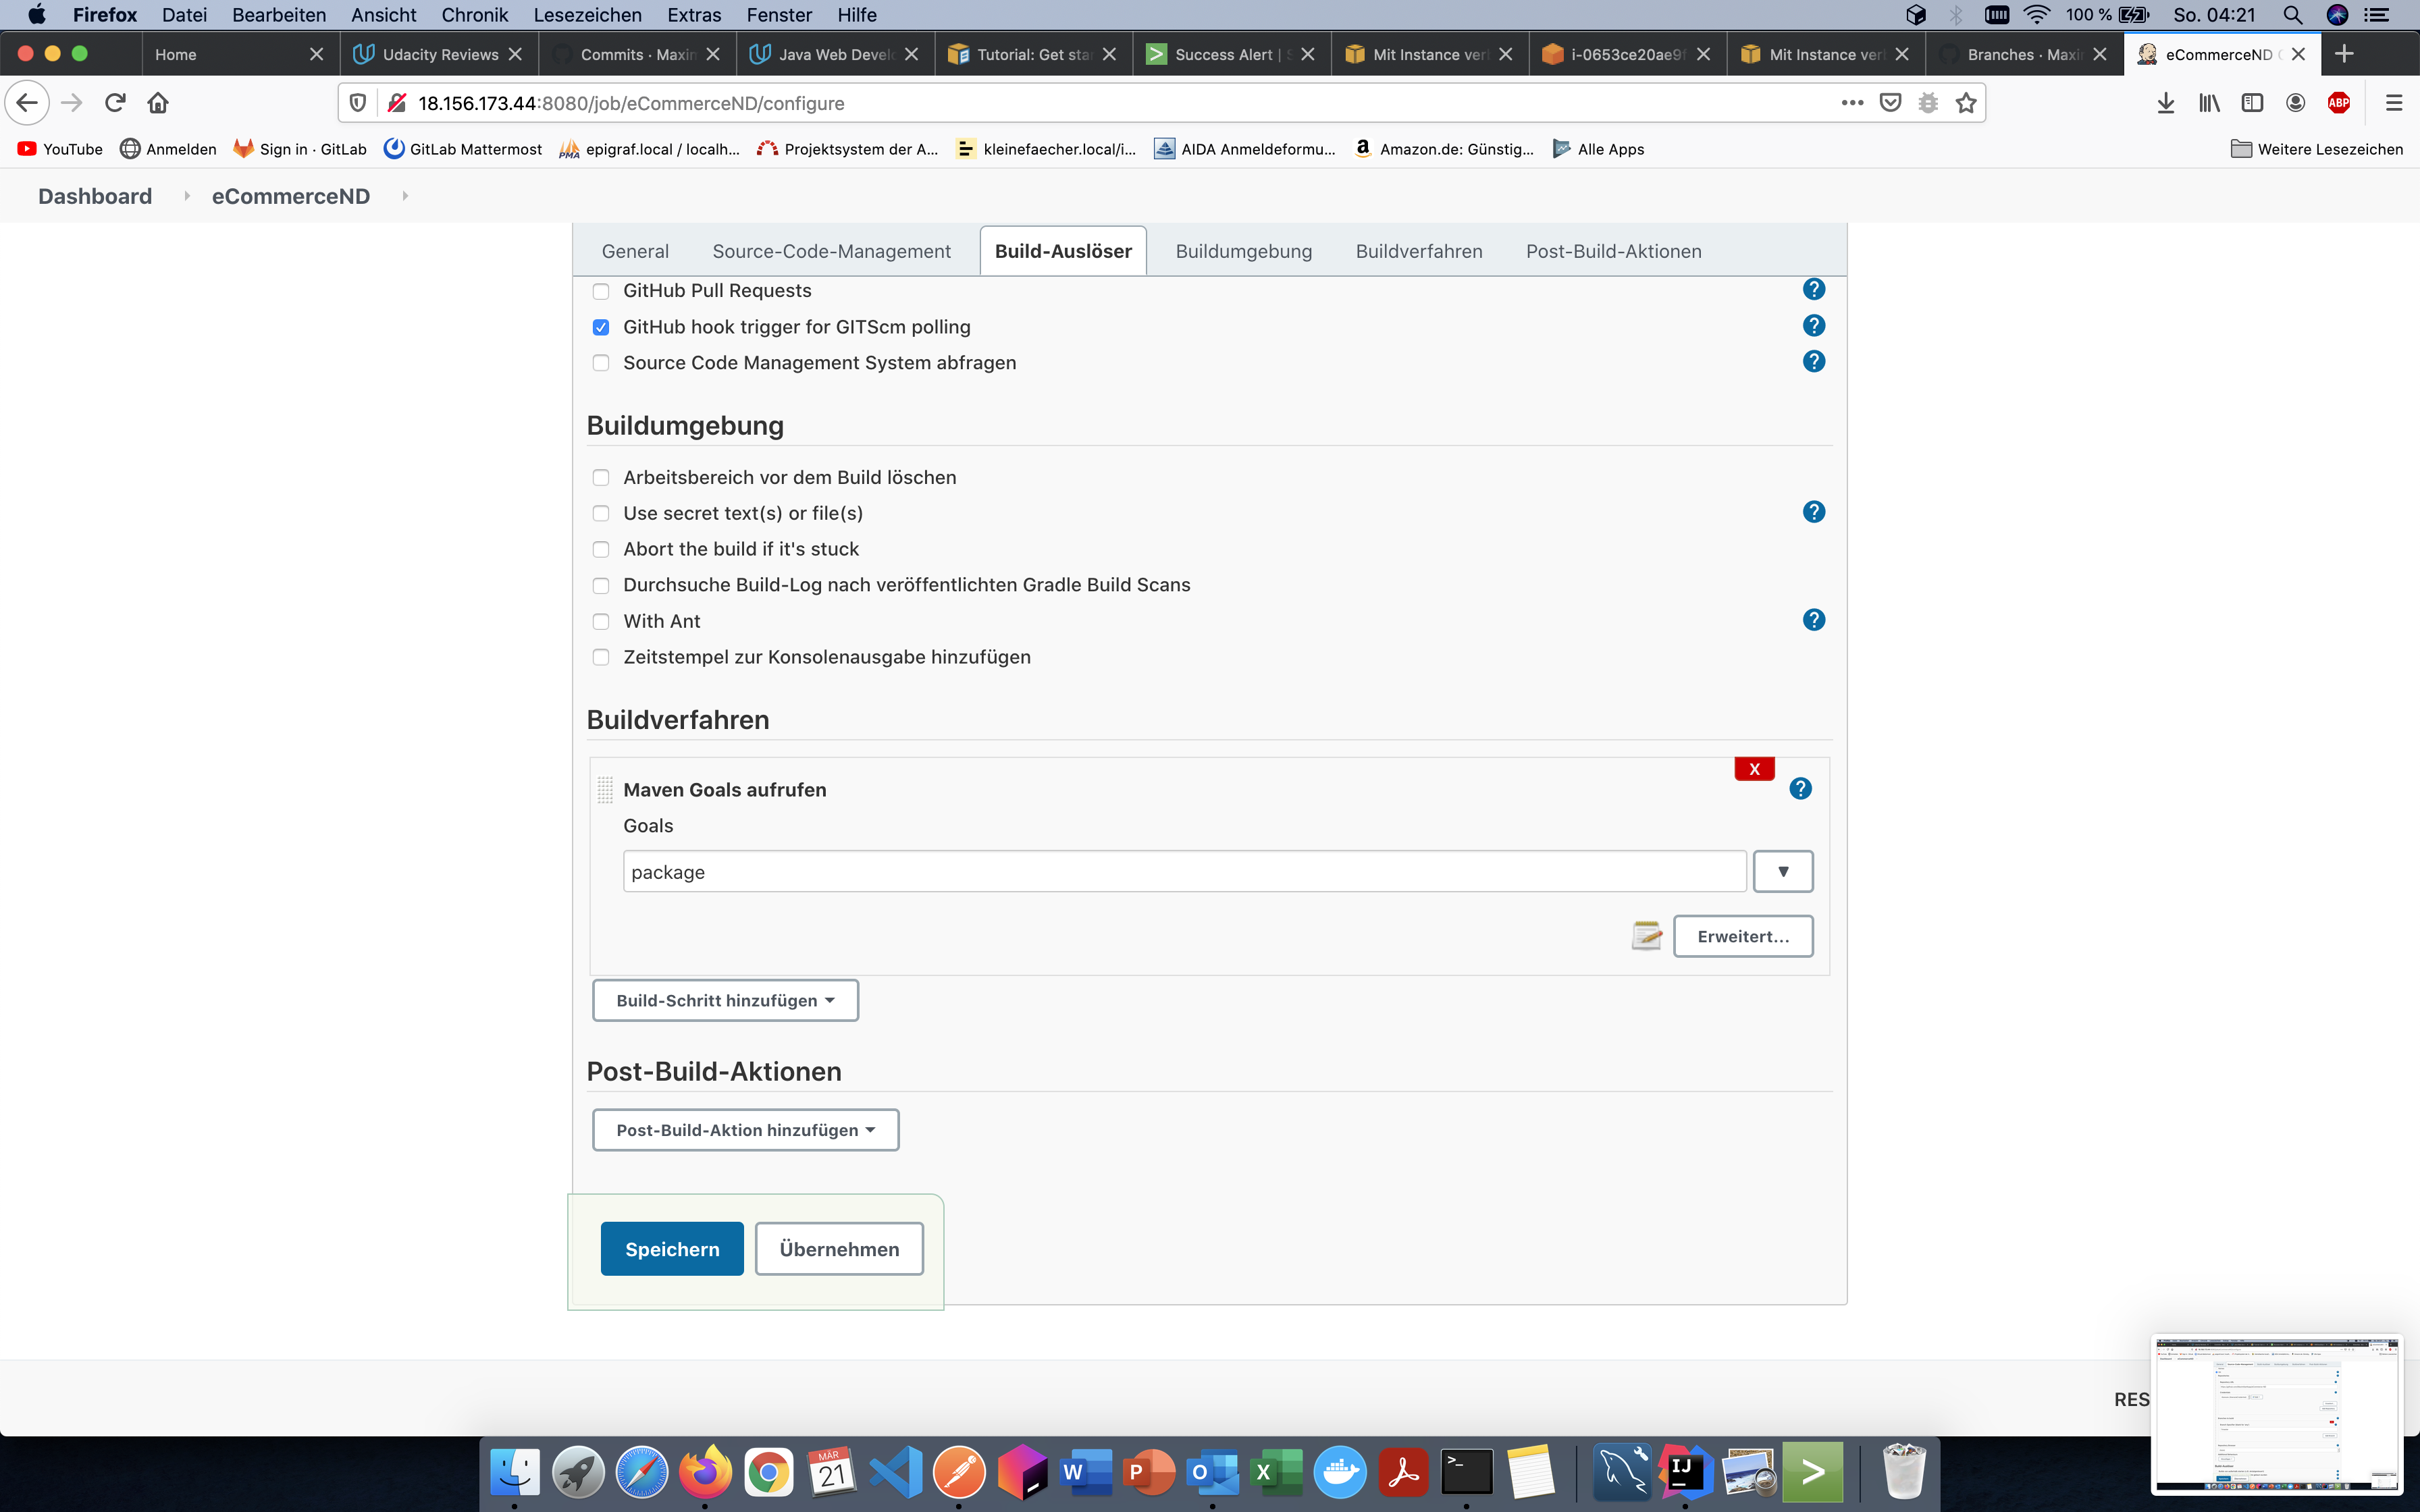 Firefox Datei Bearbeiten Ansicht Chronik Lesezeichen Extras Fenster Hilfe 100 % So. 04:21
Home Udacity Reviews Commits · Maxin Java Web Devel Tutorial: Get star Success Alert | S Mit Instance ver i-0653ce20ae9f Mit Instance ver Branches · Maxi eCommerceND
18.156.173.44:8080/job/eCommerceND/configure ABP
YouTube Anmelden Sign in · GitLab GitLab Mattermost epigraf.local / localh... Projektsystem der A... kleinefaecher.local/i... AIDA Anmeldeformu... Amazon.de: Günstig... Alle Apps Weitere Lesezeichen
Dashboard eCommerceND
General Source-Code-Management Build-Auslöser Buildumgebung Buildverfahren Post-Build-Aktionen
GitHub Pull Requests ?
GitHub hook trigger for GITScm polling ?
Source Code Management System abfragen ?
Buildumgebung
Arbeitsbereich vor dem Build löschen
Use secret text(s) or file(s) ?
Abort the build if it's stuck
Durchsuche Build-Log nach veröffentlichten Gradle Build Scans
With Ant ?
Zeitstempel zur Konsolenausgabe hinzufügen
Buildverfahren
X
Maven Goals aufrufen ?
Goals
package
Erweitert...
Build-Schritt hinzufügen
Post-Build-Aktionen
Post-Build-Aktion hinzufügen
Speichern Übernehmen
RES
MÄR
21
W P O X >_ IJ